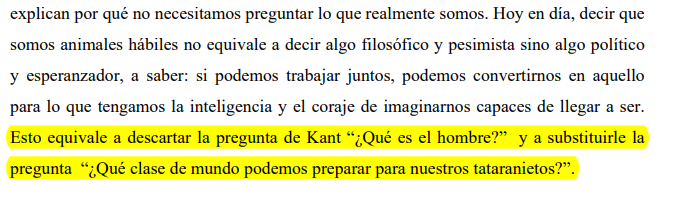 explican por qué no necesitamos preguntar lo que realmente somos. Hoy en día, decir que
somos animales hábiles no equivale a decir algo filosófico y pesimista sino algo político
y esperanzador, a saber: si podemos trabajar juntos, podemos convertirnos en aquello
para lo que tengamos la inteligencia y el coraje de imaginarnos capaces de llegar a ser.
Esto equivale a descartar la pregunta de Kant “¿Qué es el hombre?” y a substituirle la
pregunta “¿Qué clase de mundo podemos preparar para nuestros tataranietos?”.